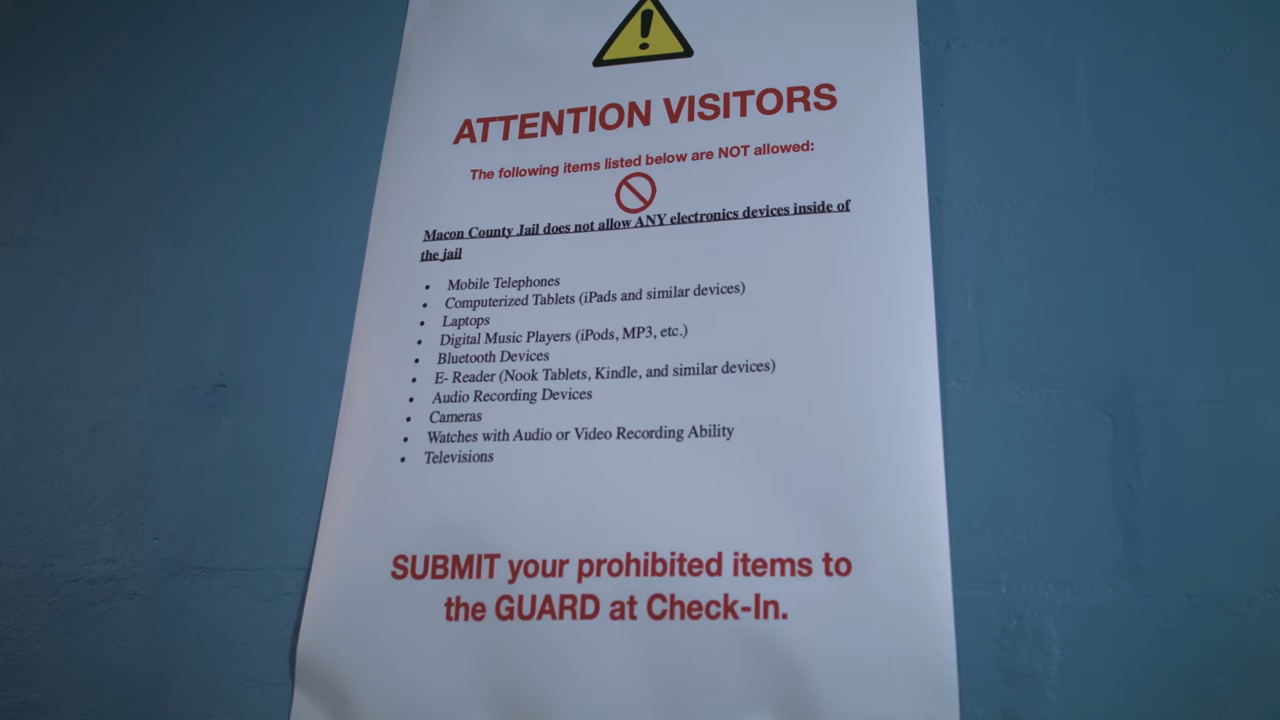 ATTENTION VISITORS
The following items listed below are NOT allowed:
Macon County Jail does not allow ANY electronics devices inside of
the jail
• Mobile Telephones
• Computerized Tablets (iPads and similar devices)
• Laptops
• Digital Music Players (iPods, MP3, etc.)
• Bluetooth Devices
• E- Reader (Nook Tablets, Kindle, and similar devices)
• Audio Recording Devices
• Cameras
• Watches with Audio or Video Recording Ability
• Televisions
SUBMIT your prohibited items to
the GUARD at Check-In.